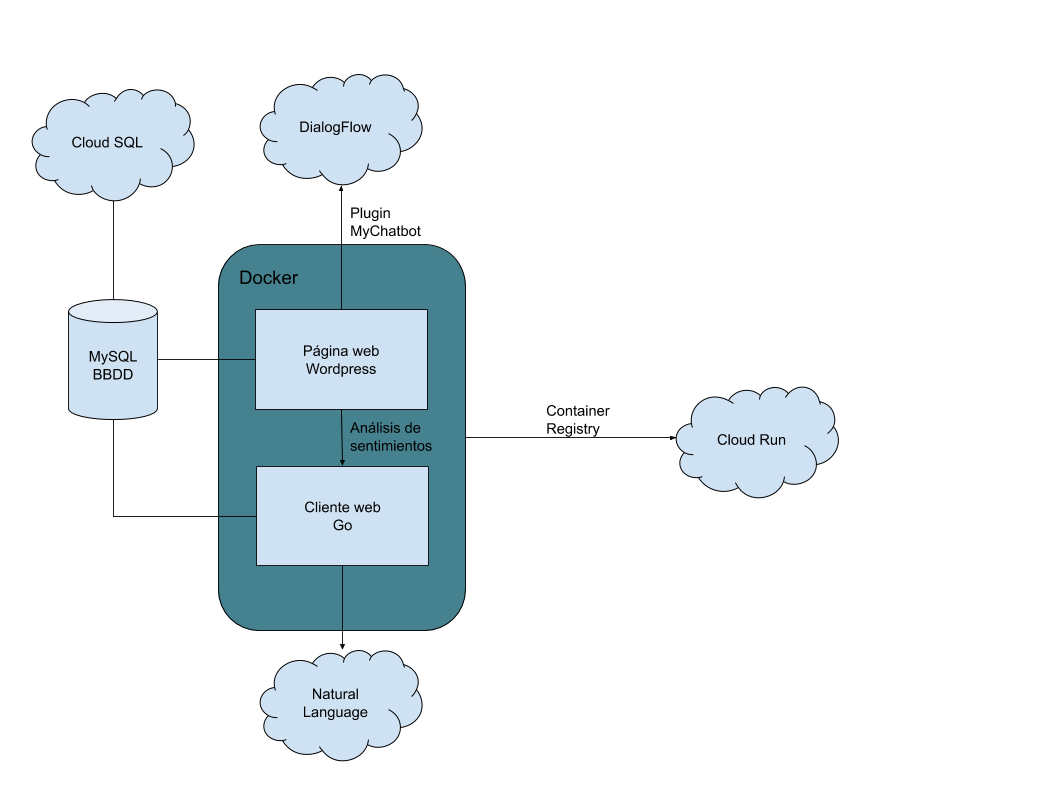 DialogFlow
Cloud SQL
Plugin
MyChatbot
Docker
Página web
Wordpress
MySQL
BBDD
Container
Registry
Análisis de
sentimientos
Cloud Run
Cliente web
Go
Natural
Language